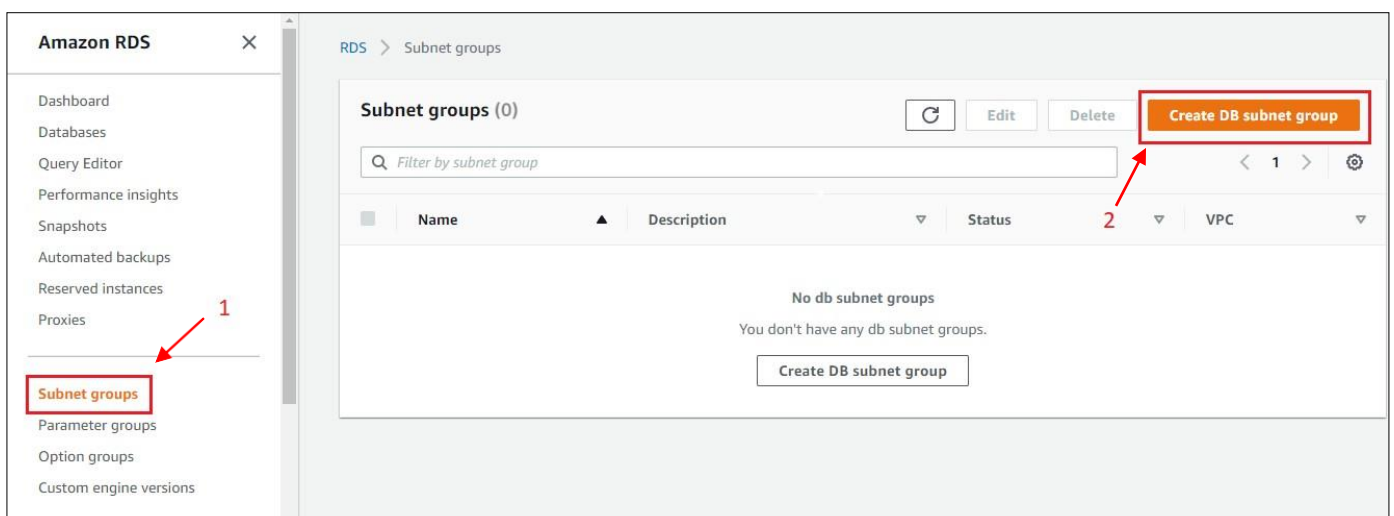 Amazon RDS
Dashboard
Databases
Query Editor
Performance insights
Snapshots
Automated backups
Reserved instances
Proxies
1
Subnet groups
Parameter groups
Option groups
Custom engine versions
RDS > Subnet groups
Subnet groups (0)
Edit
Delete
Create DB subnet group
Filter by subnet group
1
2
Name
Description
Status
VPC
No db subnet groups
You don't have any db subnet groups.
Create DB subnet group